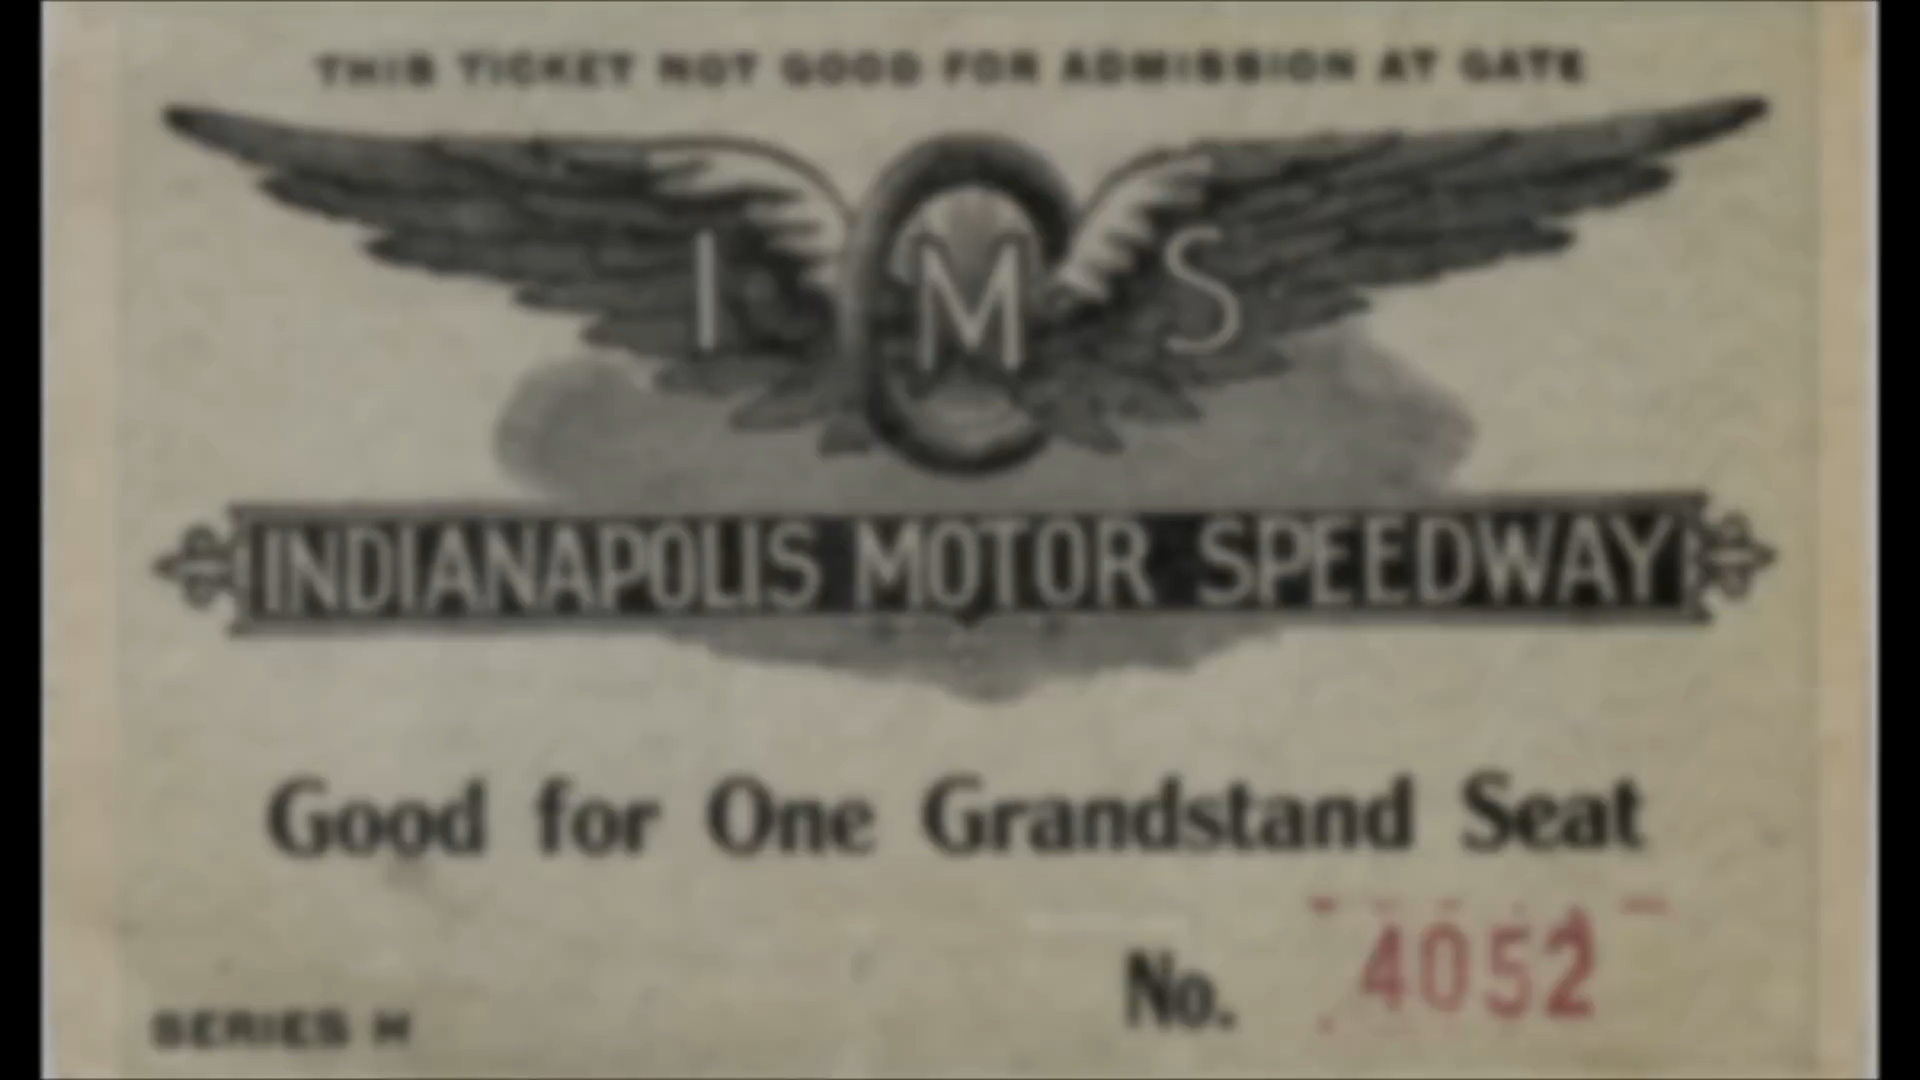 THIS TICKET NOT GOOD FOR ADMISSION AT GATE
I M S
INDIANAPOLIS MOTOR SPEEDWAY
Good for One Grandstand Seat
No. 4052
SERIES H